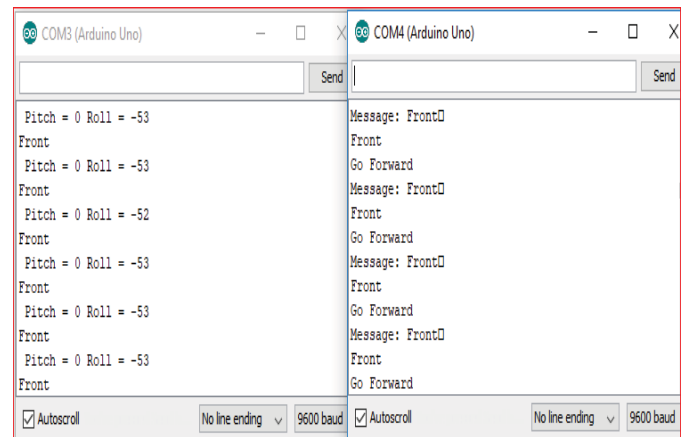 COM3 (Arduino Uno)
Send
Pitch = 0 Roll = -53
Front
Pitch = 0 Roll = -53
Front
Pitch = 0 Roll = -52
Front
Pitch = 0 Roll = -53
Front
Pitch = 0 Roll = -53
Front
Pitch = 0 Roll = -53
Front
Autoscroll
No line ending
9600 baud
COM4 (Arduino Uno)
Send
Message: Front▯
Front
Go Forward
Message: Front▯
Front
Go Forward
Message: Front▯
Front
Go Forward
Message: Front▯
Front
Go Forward
Autoscroll
No line ending
9600 baud